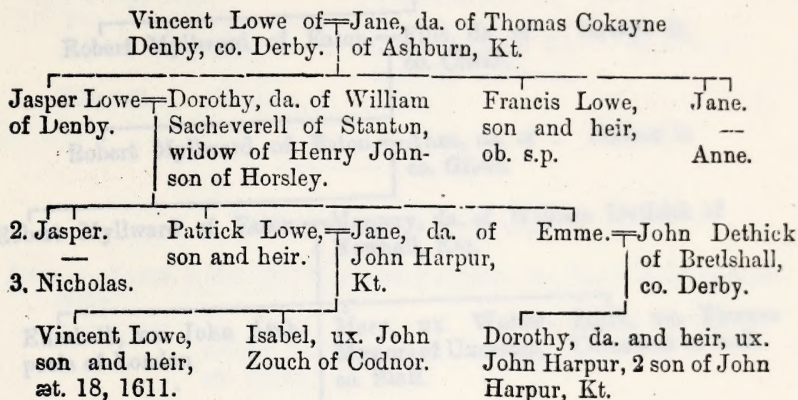 Vincent Lowe of Jane, da. of Thomas Cokayne
Denby, co. Derby. of Ashburn, Kt.
Jasper Lowe Dorothy, da. of William
of Denby. Sacheverell of Stanton,
widow of Henry John-
son of Horsley.
Francis Lowe,
son and heir,
ob. s.p.
Jane.
—
Anne.
2. Jasper.
—
3. Nicholas.
Patrick Lowe,
son and heir.
Jane, da. of
John Harpur,
Kt.
Emme. John Dethick
of Bredshall,
co. Derby.
Vincent Lowe,
son and heir,
æt. 18, 1611.
Isabel, ux. John
Zouch of Codnor.
Dorothy, da. and heir, ux.
John Harpur, 2 son of John
Harpur, Kt.